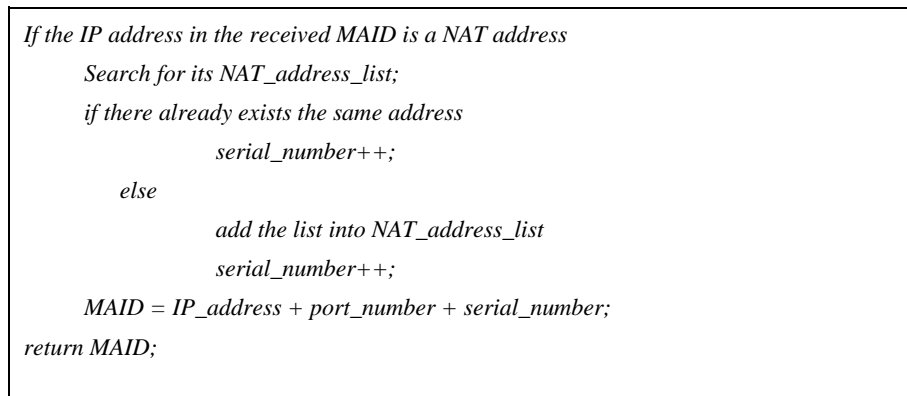 If the IP address in the received MAID is a NAT address
Search for its NAT_address_list;
if there already exists the same address
serial_number++;
else
add the list into NAT_address_list
serial_number++;
MAID = IP_address + port_number + serial_number;
return MAID;